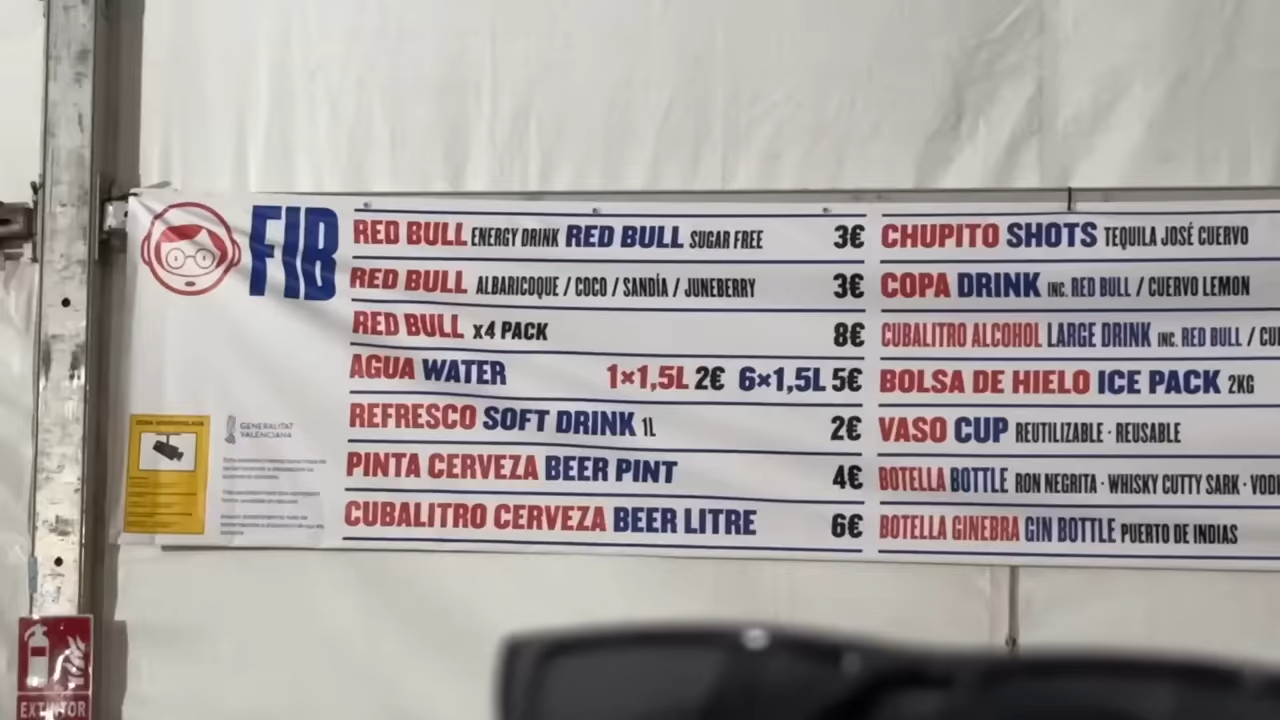 FIB
RED BULL ENERGY DRINK RED BULL SUGAR FREE 3€
RED BULL ALBARICOQUE / COCO / SANDÍA / JUNEBERRY 3€
RED BULL x4 PACK 8€
AGUA WATER 1×1,5L 2€ 6×1,5L 5€
REFRESCO SOFT DRINK 1L 2€
PINTA CERVEZA BEER PINT 4€
CUBALITRO CERVEZA BEER LITRE 6€
CHUPITO SHOTS TEQUILA JOSÉ CUERVO
COPA DRINK INC. RED BULL / CUERVO LEMON
CUBALITRO ALCOHOL LARGE DRINK INC. RED BULL /
BOLSA DE HIELO ICE PACK 2KG
VASO CUP REUTILIZABLE · REUSABLE
BOTELLA BOTTLE RON NEGRITA · WHISKY CUTTY SARK ·
BOTELLA GINEBRA GIN BOTTLE PUERTO DE INDIAS
ZONA VIDEOVIGILADA
GENERALITAT
VALENCIANA
EXTINTOR